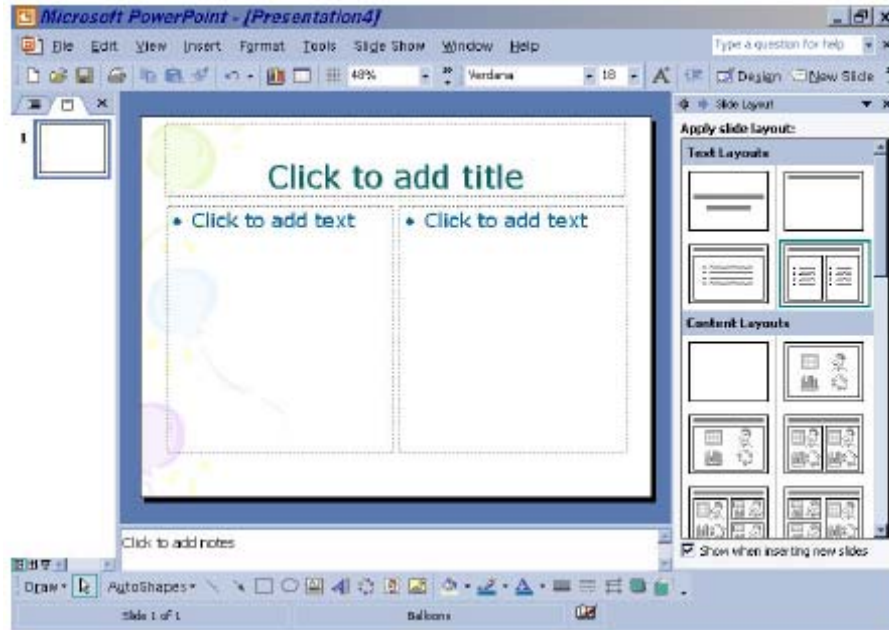 Microsoft PowerPoint - [Presentation4]
File Edit View Insert Format Tools Slide Show Window Help
Type a question for help
48% Verdana 18 Design New Slide
Slide Layout
1
Apply slide layout:
Text Layouts
Click to add title
• Click to add text
• Click to add text
Content Layouts
Click to add notes
Show when inserting new slides
Draw AutoShapes
Slide 1 of 1
Balloons